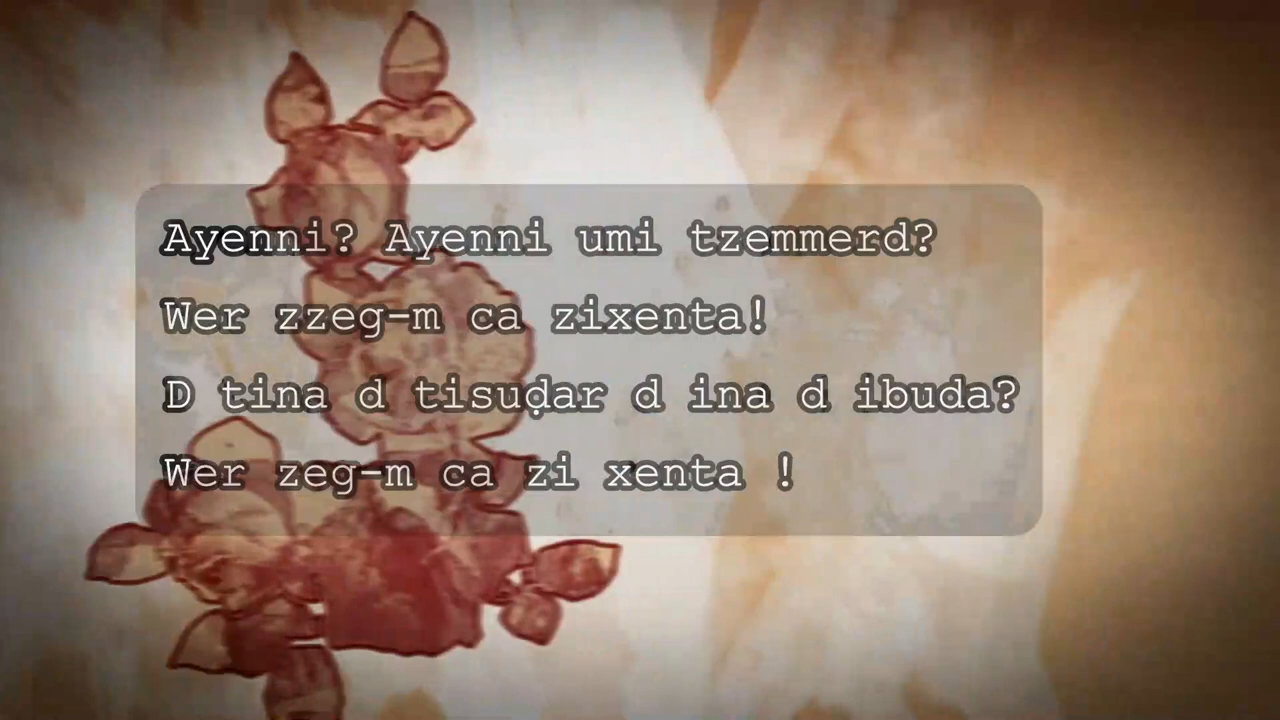 Ayenni? Ayenni umi tzemmerd?
Wer zzeg-m ca zixenta!
D tina d tisuḍar d ina d ibuda?
Wer zeg-m ca zi xenta !